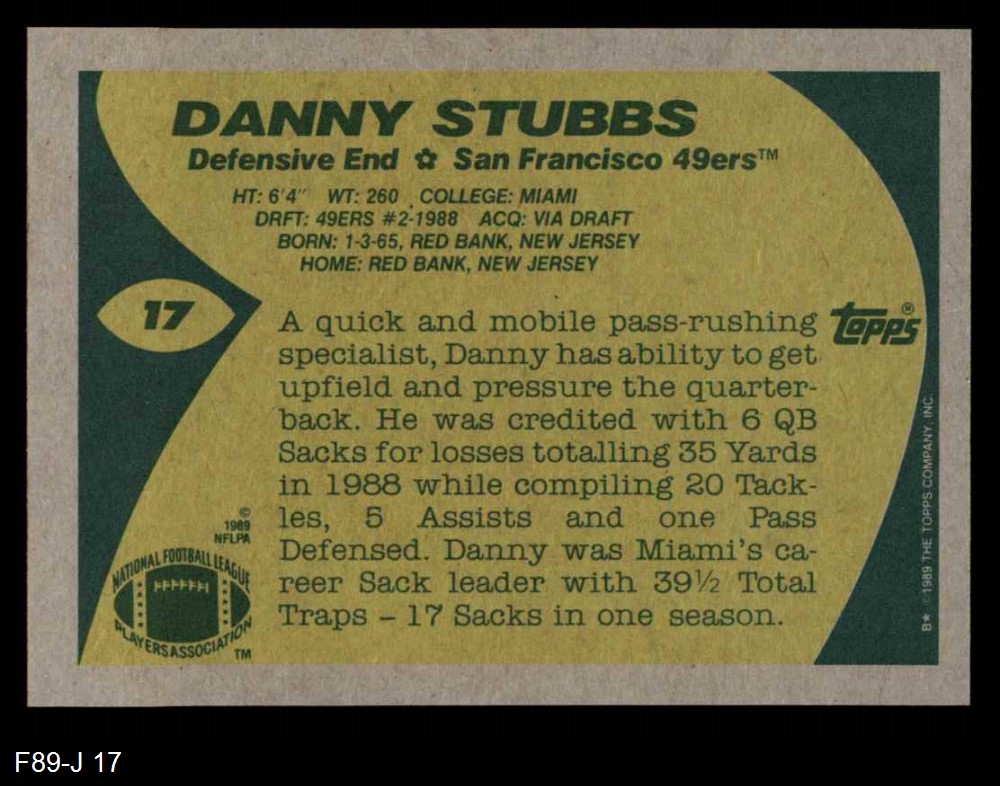 DANNY STUBBS
Defensive End ✿ San Francisco 49ers™
HT: 6'4" WT: 260 COLLEGE: MIAMI
DRFT: 49ERS #2-1988 ACQ: VIA DRAFT
BORN: 1-3-65, RED BANK, NEW JERSEY
HOME: RED BANK, NEW JERSEY
17
A quick and mobile pass-rushing
specialist, Danny has ability to get
upfield and pressure the quarter-
back. He was credited with 6 QB
Sacks for losses totalling 35 Yards
in 1988 while compiling 20 Tack-
les, 5 Assists and one Pass
Defensed. Danny was Miami's ca-
reer Sack leader with 39½ Total
Traps – 17 Sacks in one season.
topps®
B* 1989 THE TOPPS COMPANY, INC.
©
1989
NFLPA
NATIONAL FOOTBALL LEAGUE
PLAYERS ASSOCIATION
TM
F89-J 17